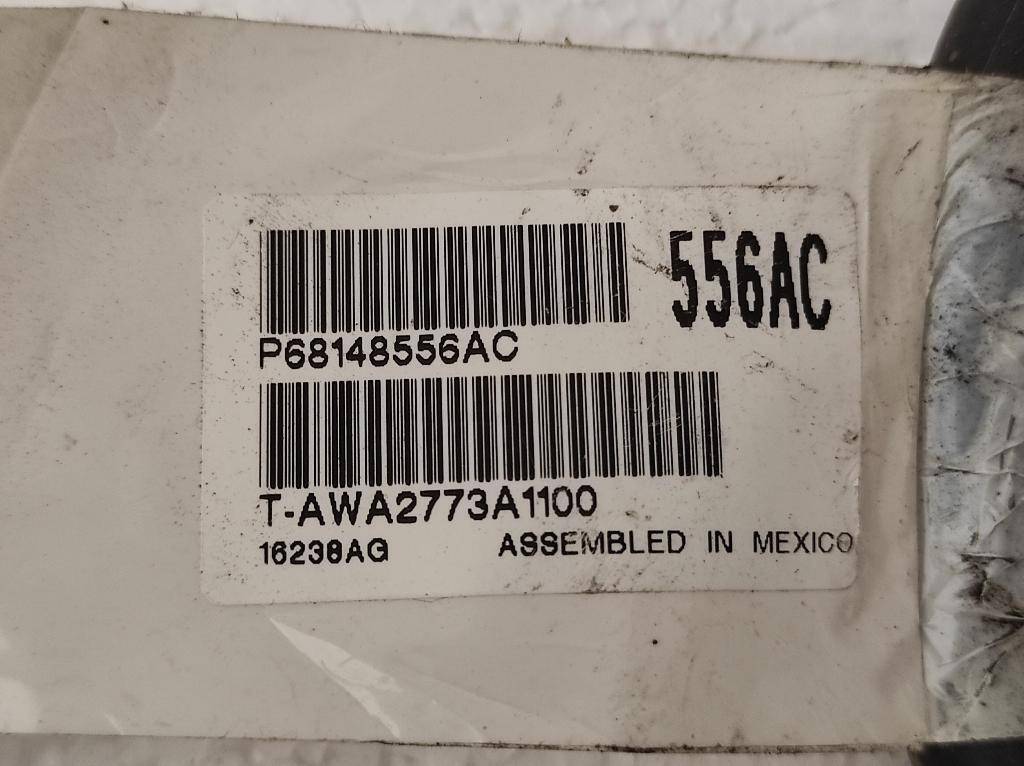 556AC
P68148556AC
T-AWA2773A1100
16238AG
ASSEMBLED IN MEXICO